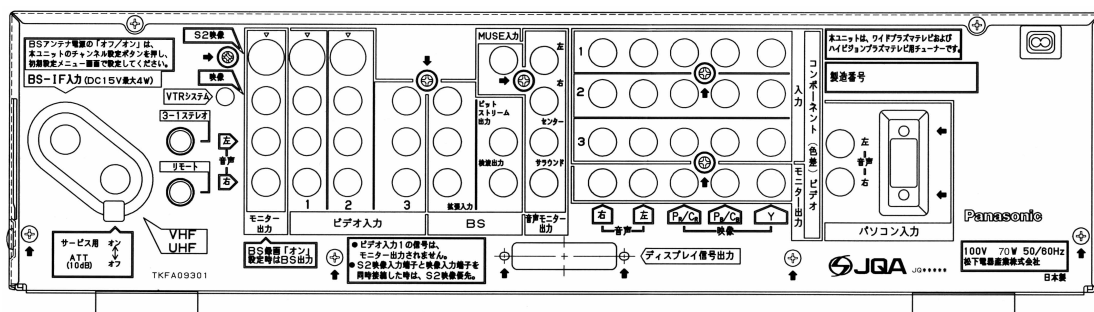 BSアンテナ電源の「オフ/オン」は、
本ユニットのチャンネル設定ボタンを押し、
初期設定メニュー画面で設定してください。
BS-IF入力(DC15V最大4W)
VTRシステム
3-1ステレオ
リモート
左
音声
右
VHF
UHF
サービス用
ATT
(10dB)
オン
オフ
TKFA09301
S2映像
映像
モニター
出力
1
2
3
ビデオ入力
BS録画「オン」
設定時はBS出力
●ビデオ入力1の信号は、
モニター出力されません。
●S2映像入力端子と映像入力端子を
同時接続した時は、S2映像優先。
MUSE入力
ビット
ストリーム
出力
検波出力
拡張入力
BS
左
右
センター
サラウンド
音声モニター
出力
ディスプレイ信号出力
1
2
3
入力
モニター出力
コンポーネント(色差)ビデオ
右
左
PR/CR
PB/CB
Y
音声
映像
本ユニットは、ワイドプラズマテレビおよび
ハイビジョンプラズマテレビ用チューナーです。
製造番号
左
音声
右
パソコン入力
Panasonic
JQA JQ*****
100V 70W 50/60Hz
松下電器産業株式会社
日本製